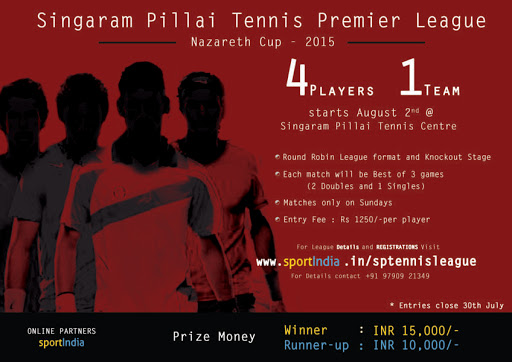 Singaram Pillai Tennis Premier League
Nazareth Cup - 2015
4 Players 1 Team
starts August 2nd @
Singaram Pillai Tennis Centre
Round Robin League format and Knockout Stage
Each match will be Best of 3 games
(2 Doubles and 1 Singles)
Matches only on Sundays
Entry Fee : Rs 1250/-per player
For League Details and REGISTRATIONS Visit
www.sportIndia.in/sptennisleague
For Details contact +91 97909 21349
* Entries close 30th July
ONLINE PARTNERS
sportIndia
Prize Money
Winner : INR 15,000/-
Runner-up : INR 10,000/-